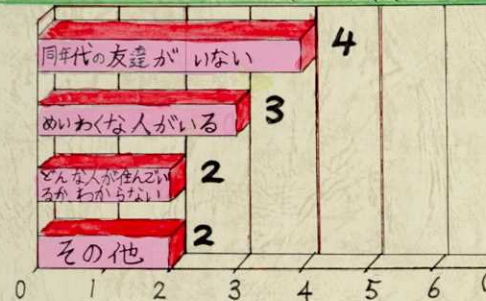 同年代の友達が いない
4
めいわくな人がいる
3
どんな人が住んでい
るか、わからない
2
その他
2
0 1 2 3 4 5 6